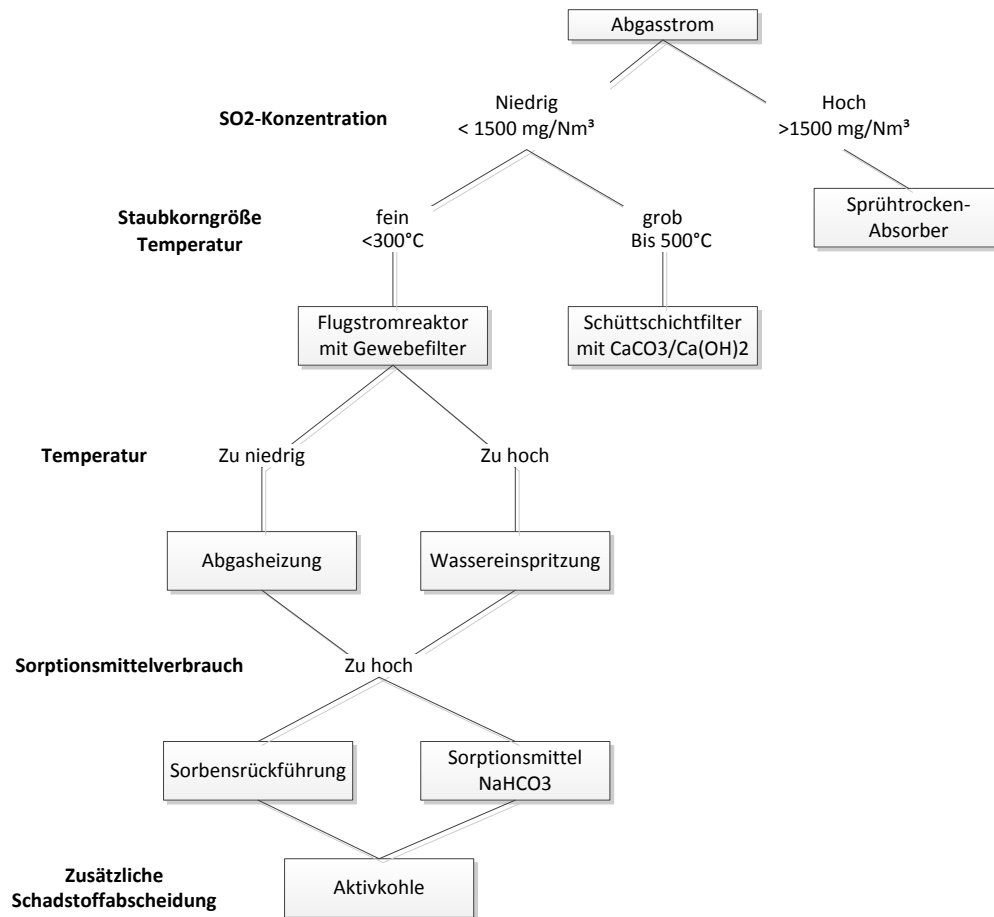 Abgasstrom
SO2-Konzentration
Niedrig
< 1500 mg/Nm³
Hoch
>1500 mg/Nm³
Staubkorngröße
Temperatur
fein
<300°C
grob
Bis 500°C
Sprühtrocken-
Absorber
Flugstromreaktor
mit Gewebefilter
Schüttschichtfilter
mit CaCO3/Ca(OH)2
Temperatur
Zu niedrig
Zu hoch
Abgasheizung
Wassereinspritzung
Sorptionsmittelverbrauch
Zu hoch
Sorbensrückführung
Sorptionsmittel
NaHCO3
Zusätzliche
Schadstoffabscheidung
Aktivkohle